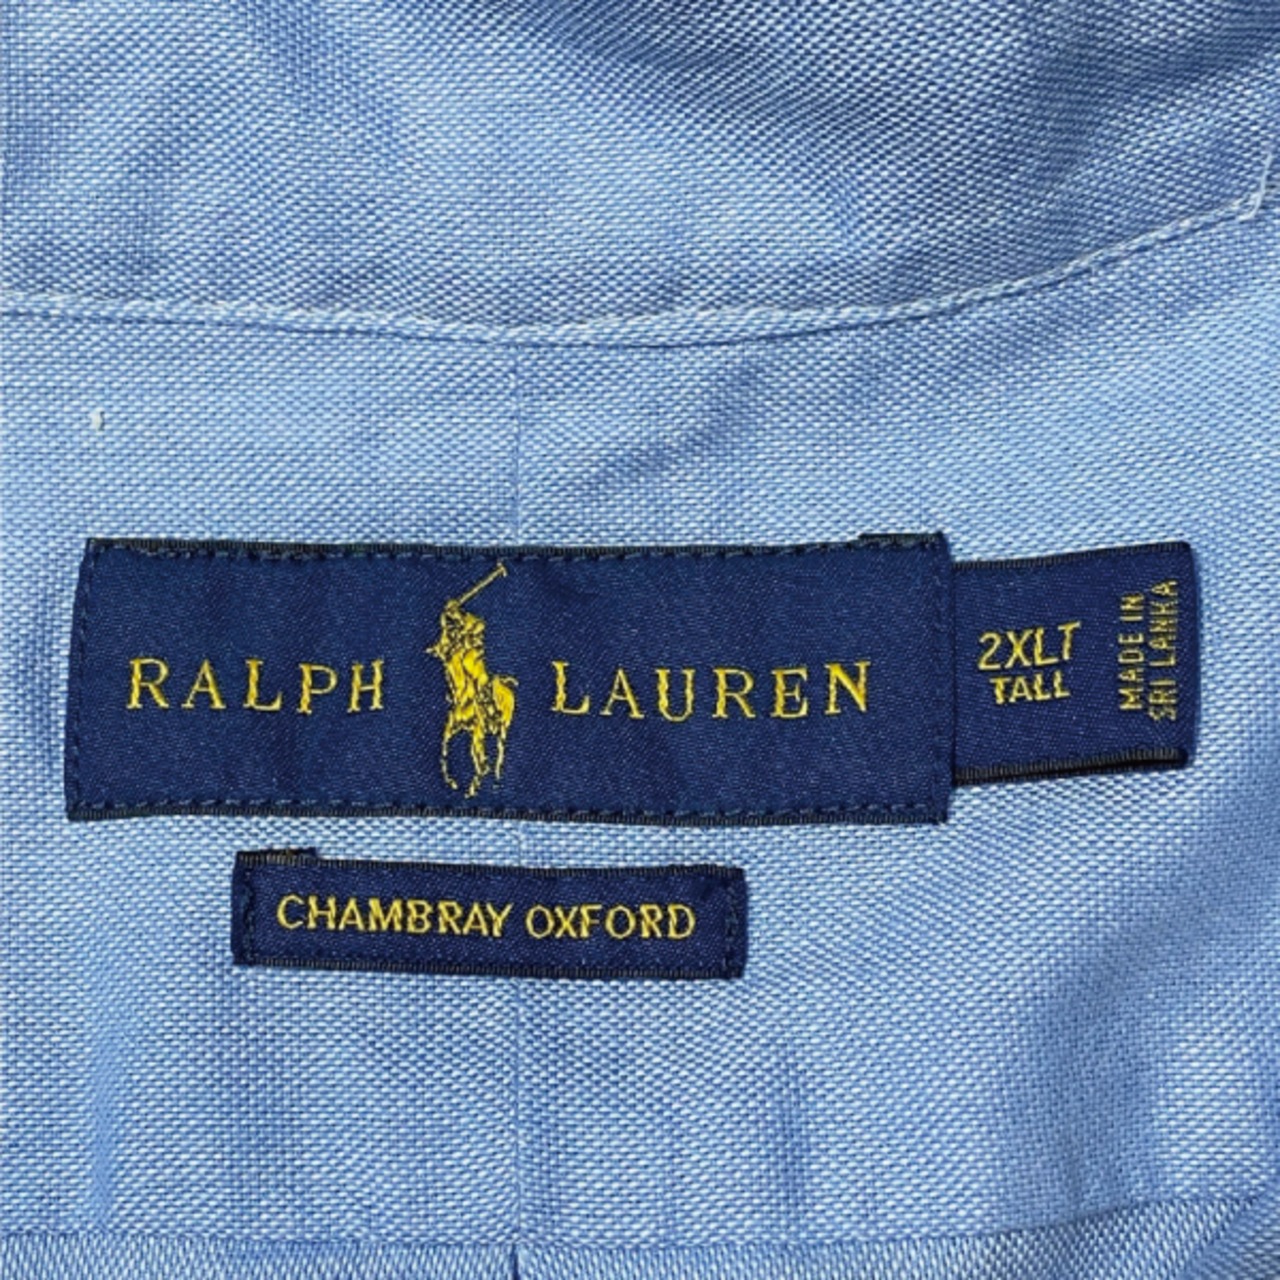 RALPH LAUREN
2XLT
TALL
MADE IN
SRI LANKA
CHAMBRAY OXFORD